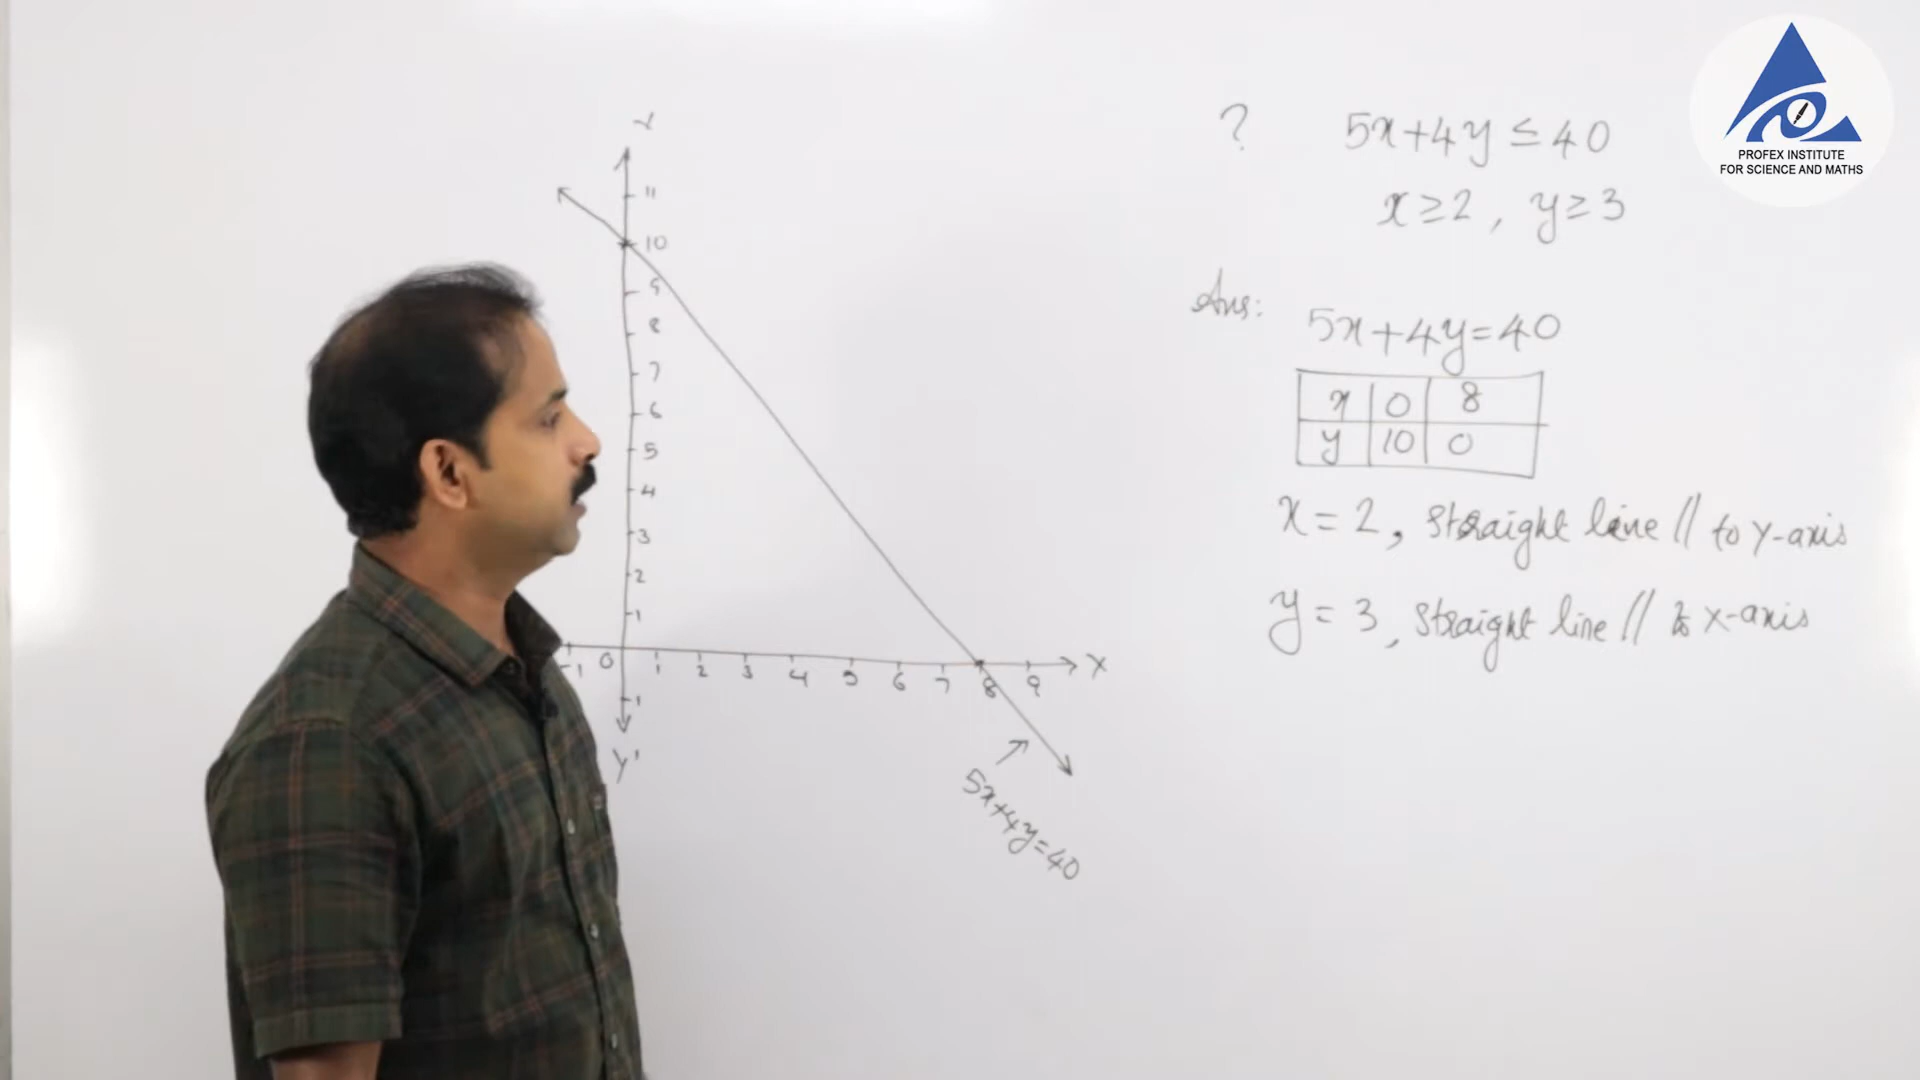 ? 5x+4y ≤ 40
x ≥ 2, y ≥ 3
Ans:
5x+4y=40
x 0 8
y 10 0
x = 2, straight line // to Y-axis
y = 3, straight line // to X-axis
Y
11
10
9
8
7
6
5
4
3
2
1
-1 0 1 2 3 4 5 6 7 8 9 X
-1
Y'
5x+4y=40
PROFEX INSTITUTE
FOR SCIENCE AND MATHS